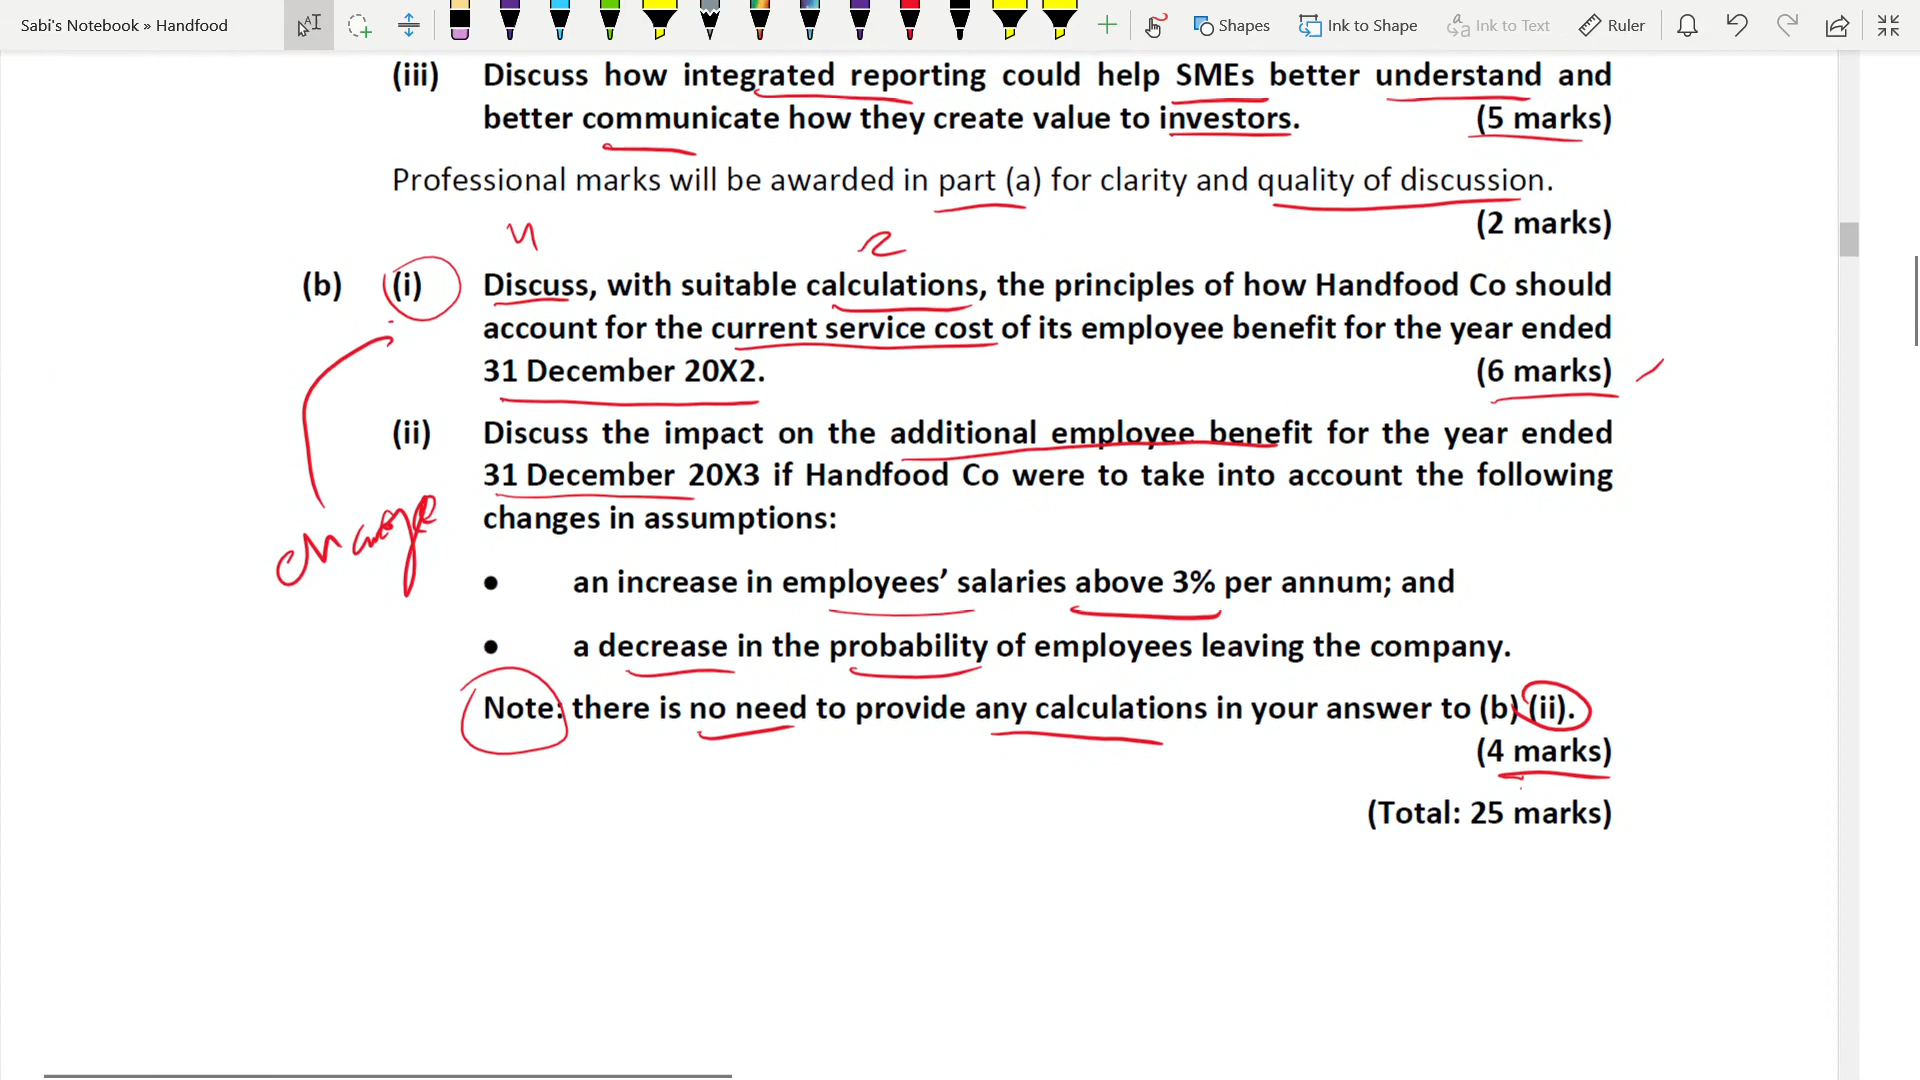 Sabi's Notebook » Handfood
Shapes
Ink to Shape
Ink to Text
Ruler
(iii) Discuss how integrated reporting could help SMEs better understand and
better communicate how they create value to investors. (5 marks)
Professional marks will be awarded in part (a) for clarity and quality of discussion.
(2 marks)
4 2
(b) (i) Discuss, with suitable calculations, the principles of how Handfood Co should
account for the current service cost of its employee benefit for the year ended
31 December 20X2. (6 marks)
(ii) Discuss the impact on the additional employee benefit for the year ended
31 December 20X3 if Handfood Co were to take into account the following
changes in assumptions:
change
• an increase in employees’ salaries above 3% per annum; and
• a decrease in the probability of employees leaving the company.
Note: there is no need to provide any calculations in your answer to (b) (ii).
(4 marks)
(Total: 25 marks)